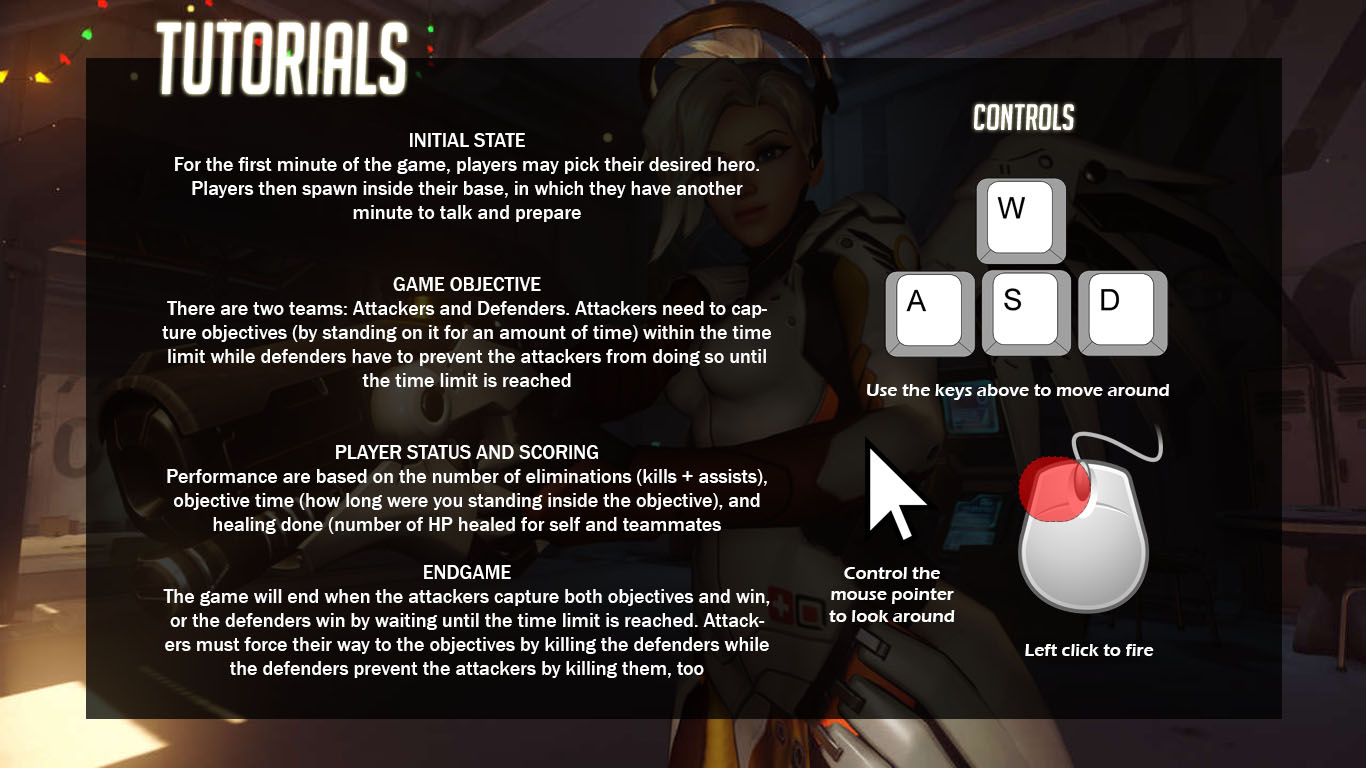 TUTORIALS
INITIAL STATE
For the first minute of the game, players may pick their desired hero.
Players then spawn inside their base, in which they have another
minute to talk and prepare
GAME OBJECTIVE
There are two teams: Attackers and Defenders. Attackers need to cap-
ture objectives (by standing on it for an amount of time) within the time
limit while defenders have to prevent the attackers from doing so until
the time limit is reached
PLAYER STATUS AND SCORING
Performance are based on the number of eliminations (kills + assists),
objective time (how long were you standing inside the objective), and
healing done (number of HP healed for self and teammates
ENDGAME
The game will end when the attackers capture both objectives and win,
or the defenders win by waiting until the time limit is reached. Attack-
ers must force their way to the objectives by killing the defenders while
the defenders prevent the attackers by killing them, too
CONTROLS
W
A S D
Use the keys above to move around
Control the
mouse pointer
to look around
Left click to fire